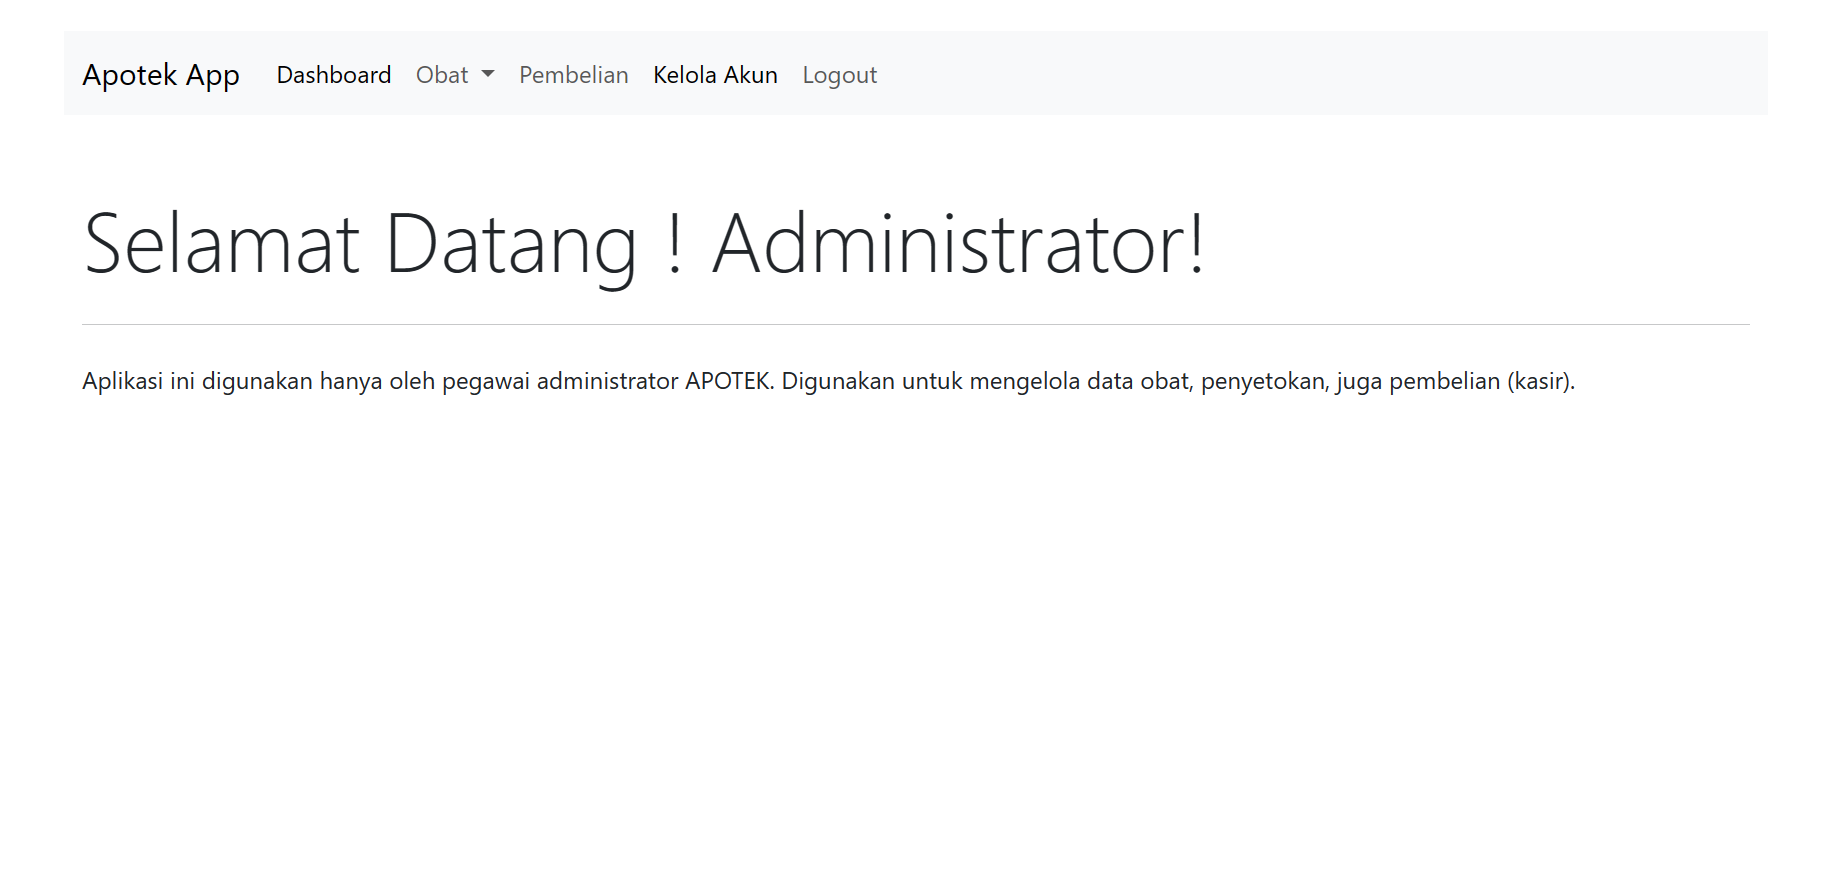 Apotek App Dashboard Obat Pembelian Kelola Akun Logout
Selamat Datang ! Administrator!
Aplikasi ini digunakan hanya oleh pegawai administrator APOTEK. Digunakan untuk mengelola data obat, penyetokan, juga pembelian (kasir).